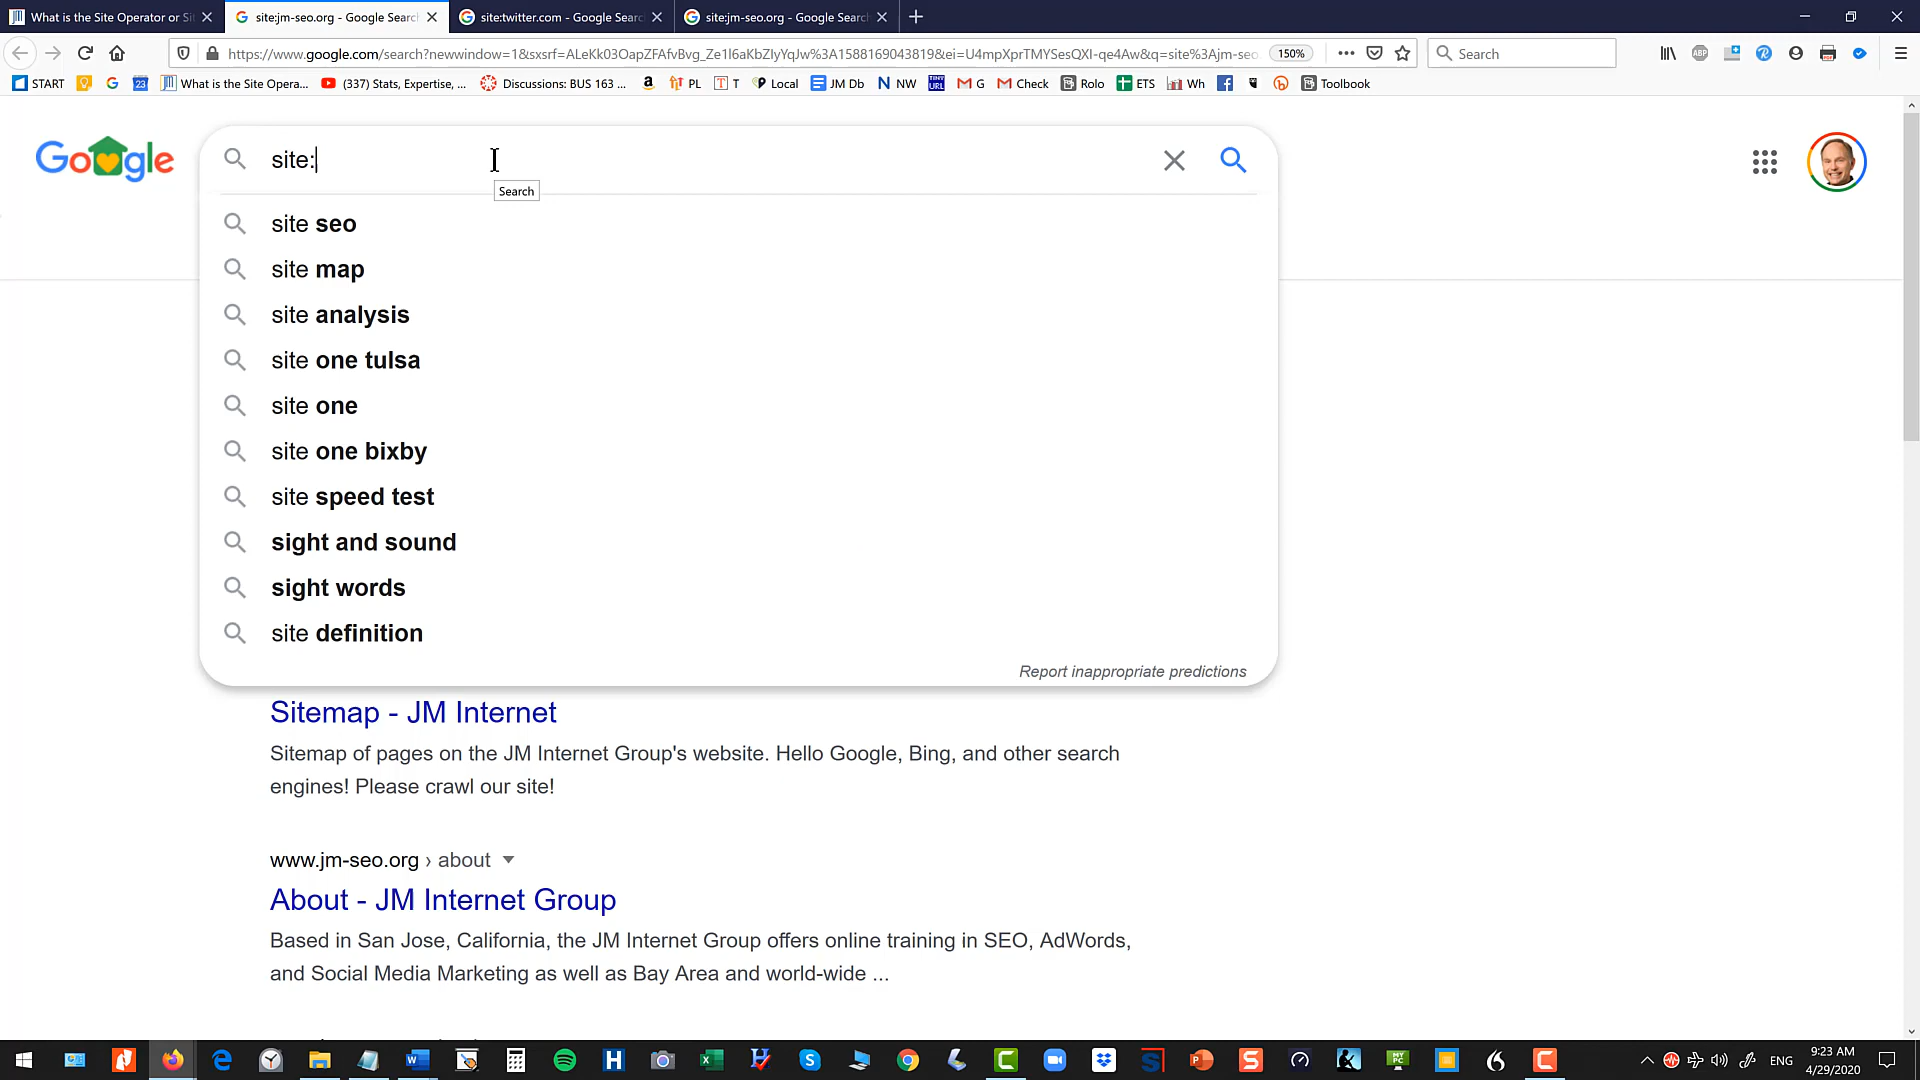 What is the Site Operator or Si
site:jm-seo.org - Google Searc
site:twitter.com - Google Searc
site:jm-seo.org - Google Search
https://www.google.com/search?newwindow=1&sxsrf=ALeKk03OapZFAfvBvg_Ze1l6aKbZIyYqJw%3A1588169043819&ei=U4mpXprTMYSesQXI-qe4Aw&q=site%3Ajm-seo.
150%
Search
START
23
What is the Site Opera...
(337) Stats, Expertise, ...
Discussions: BUS 163 ...
PL
T
Local
JM Db
NW
G
Check
Rolo
ETS
Wh
Toolbook
Google
site:
Search
site seo
site map
site analysis
site one tulsa
site one
site one bixby
site speed test
sight and sound
sight words
site definition
Report inappropriate predictions
Sitemap - JM Internet
Sitemap of pages on the JM Internet Group's website. Hello Google, Bing, and other search
engines! Please crawl our site!
www.jm-seo.org › about
About - JM Internet Group
Based in San Jose, California, the JM Internet Group offers online training in SEO, AdWords,
and Social Media Marketing as well as Bay Area and world-wide ...
ENG
9:23 AM
4/29/2020